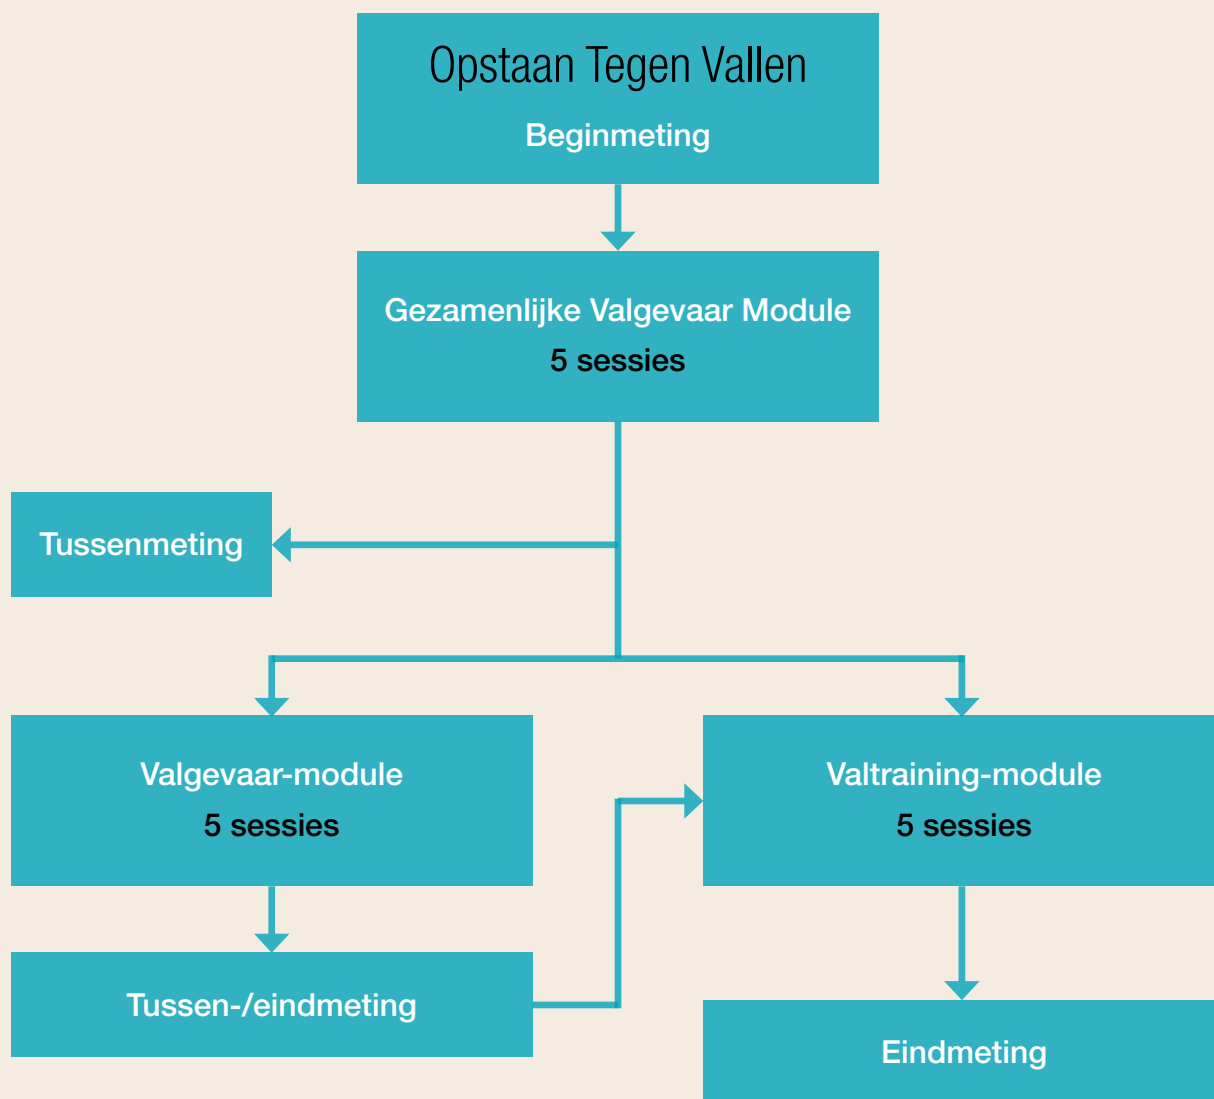 Opstaan Tegen Vallen
Beginmeting
Gezamenlijke Valgevaar Module
5 sessies
Tussenmeting
Valgevaar-module
5 sessies
Valtraining-module
5 sessies
Tussen-/eindmeting
Eindmeting